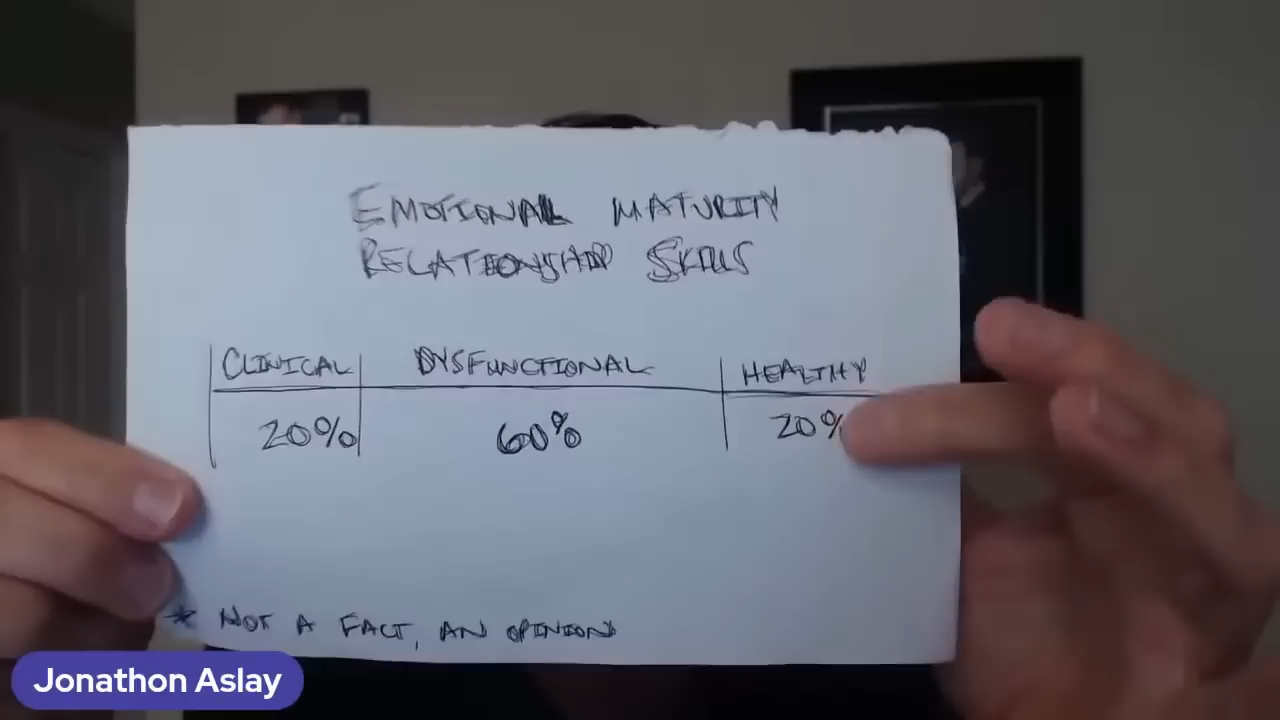 EMOTIONAL MATURITY
RELATIONSHIP SKILLS
CLINICAL DYSFUNCTIONAL HEALTHY
20% 60% 20%
* NOT A FACT, AN OPINION
Jonathon Aslay